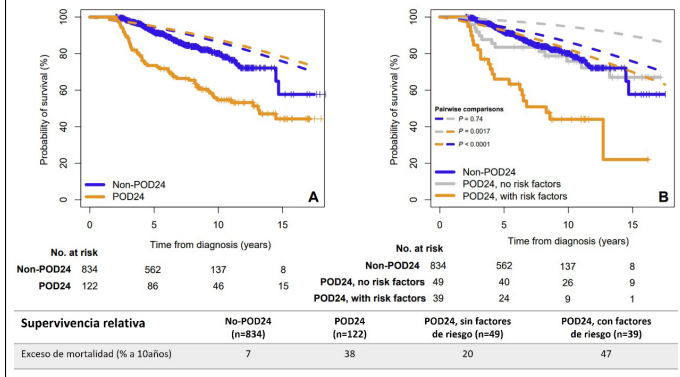 100
80
60
40
20
0
Probability of survival (%)
Non-POD24
POD24
A
0 5 10 15
Time from diagnosis (years)
No. at risk
Non-POD24 834 562 137 8
POD24 122 86 46 15
100
80
60
40
20
0
Probability of survival (%)
Pairwise comparisons
P = 0.74
P = 0.0017
P < 0.0001
Non-POD24
POD24, no risk factors
POD24, with risk factors
B
0 5 10 15
Time from diagnosis (years)
No. at risk
Non-POD24 834 562 137 8
POD24, no risk factors 49 40 26 9
POD24, with risk factors 39 24 9 1
Supervivencia relativa No-POD24 POD24 POD24, sin factores POD24, con factores
(n=834) (n=122) de riesgo (n=49) de riesgo (n=39)
Exceso de mortalidad (% a 10años) 7 38 20 47